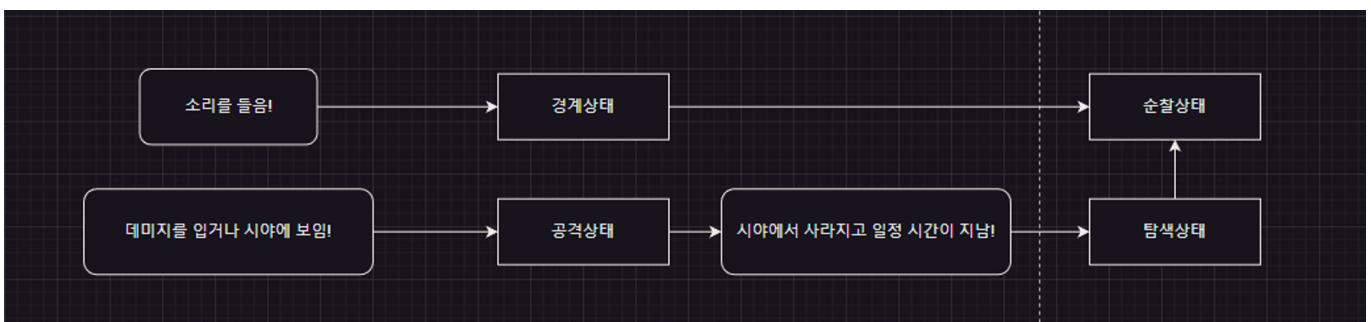 소리를 들음!
경계상태
순찰상태
데미지를 입거나 시야에 보임!
공격상태
시야에서 사라지고 일정 시간이 지남!
탐색상태